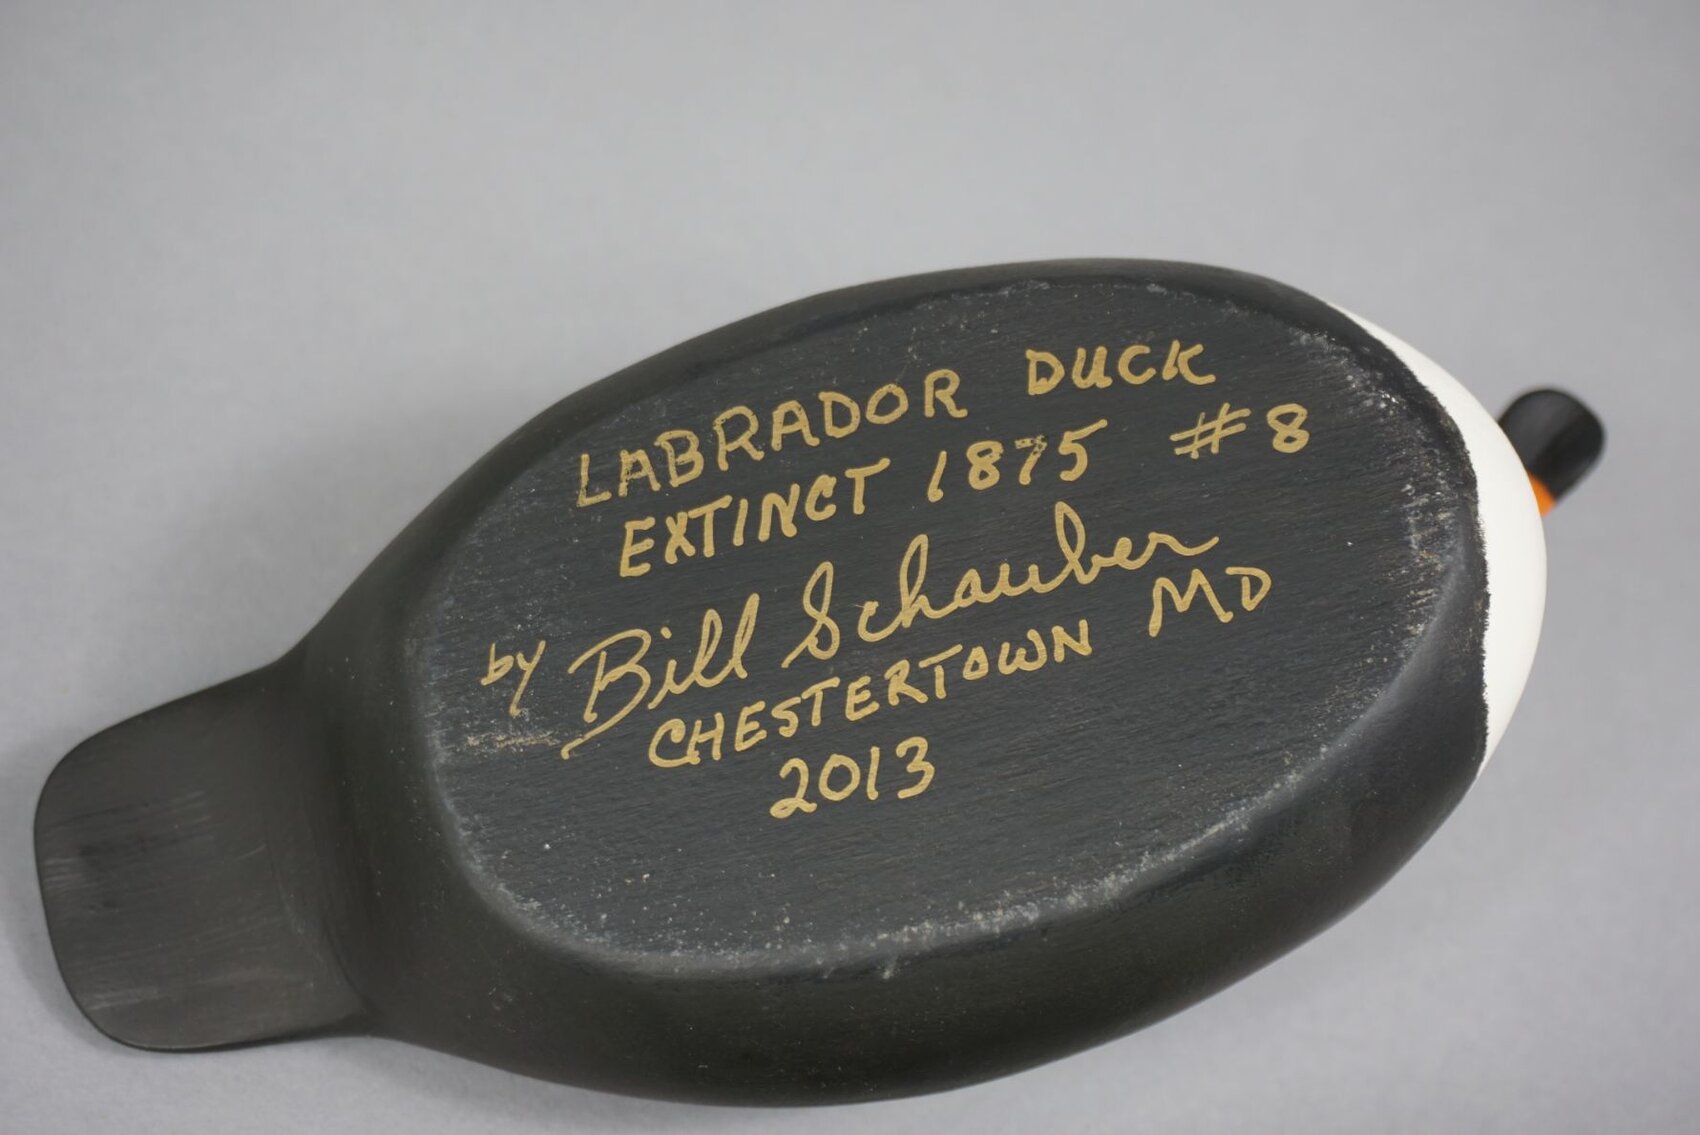 LABRADOR DUCK
EXTINCT 1875 #8
by Bill Schauber
CHESTERTOWN MD
2013